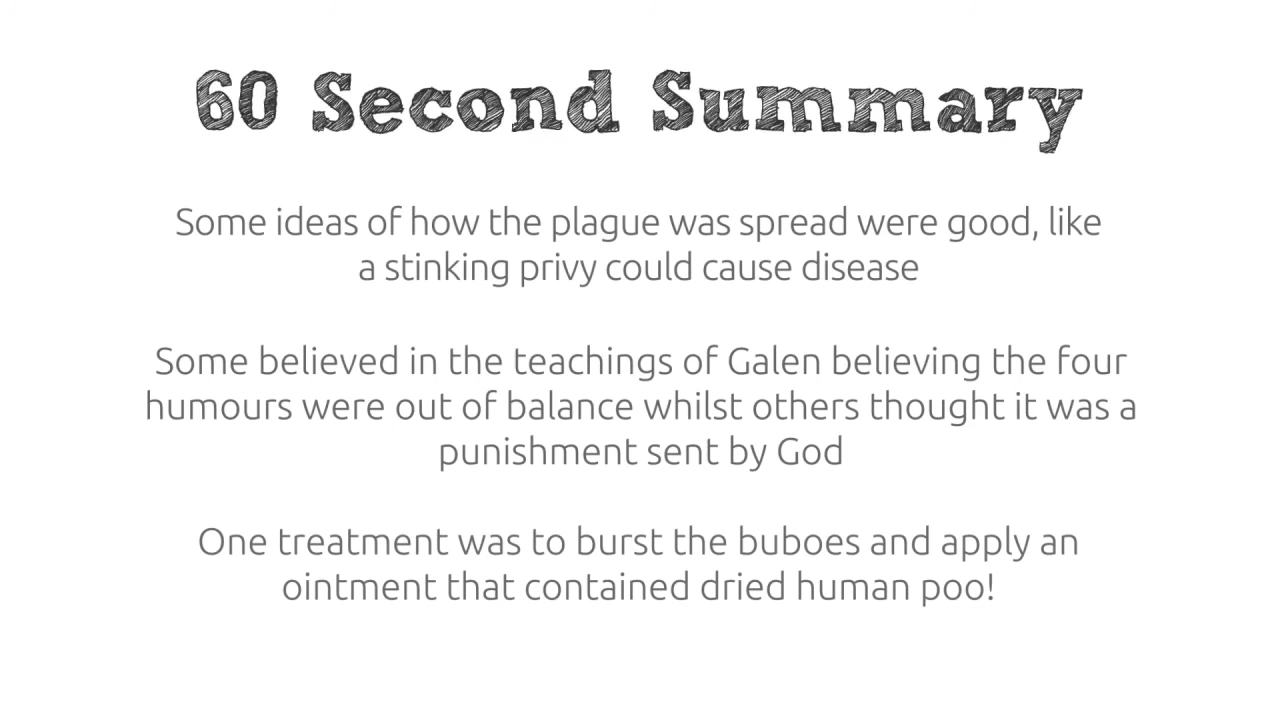 60 Second Summary
Some ideas of how the plague was spread were good, like
a stinking privy could cause disease
Some believed in the teachings of Galen believing the four
humours were out of balance whilst others thought it was a
punishment sent by God
One treatment was to burst the buboes and apply an
ointment that contained dried human poo!